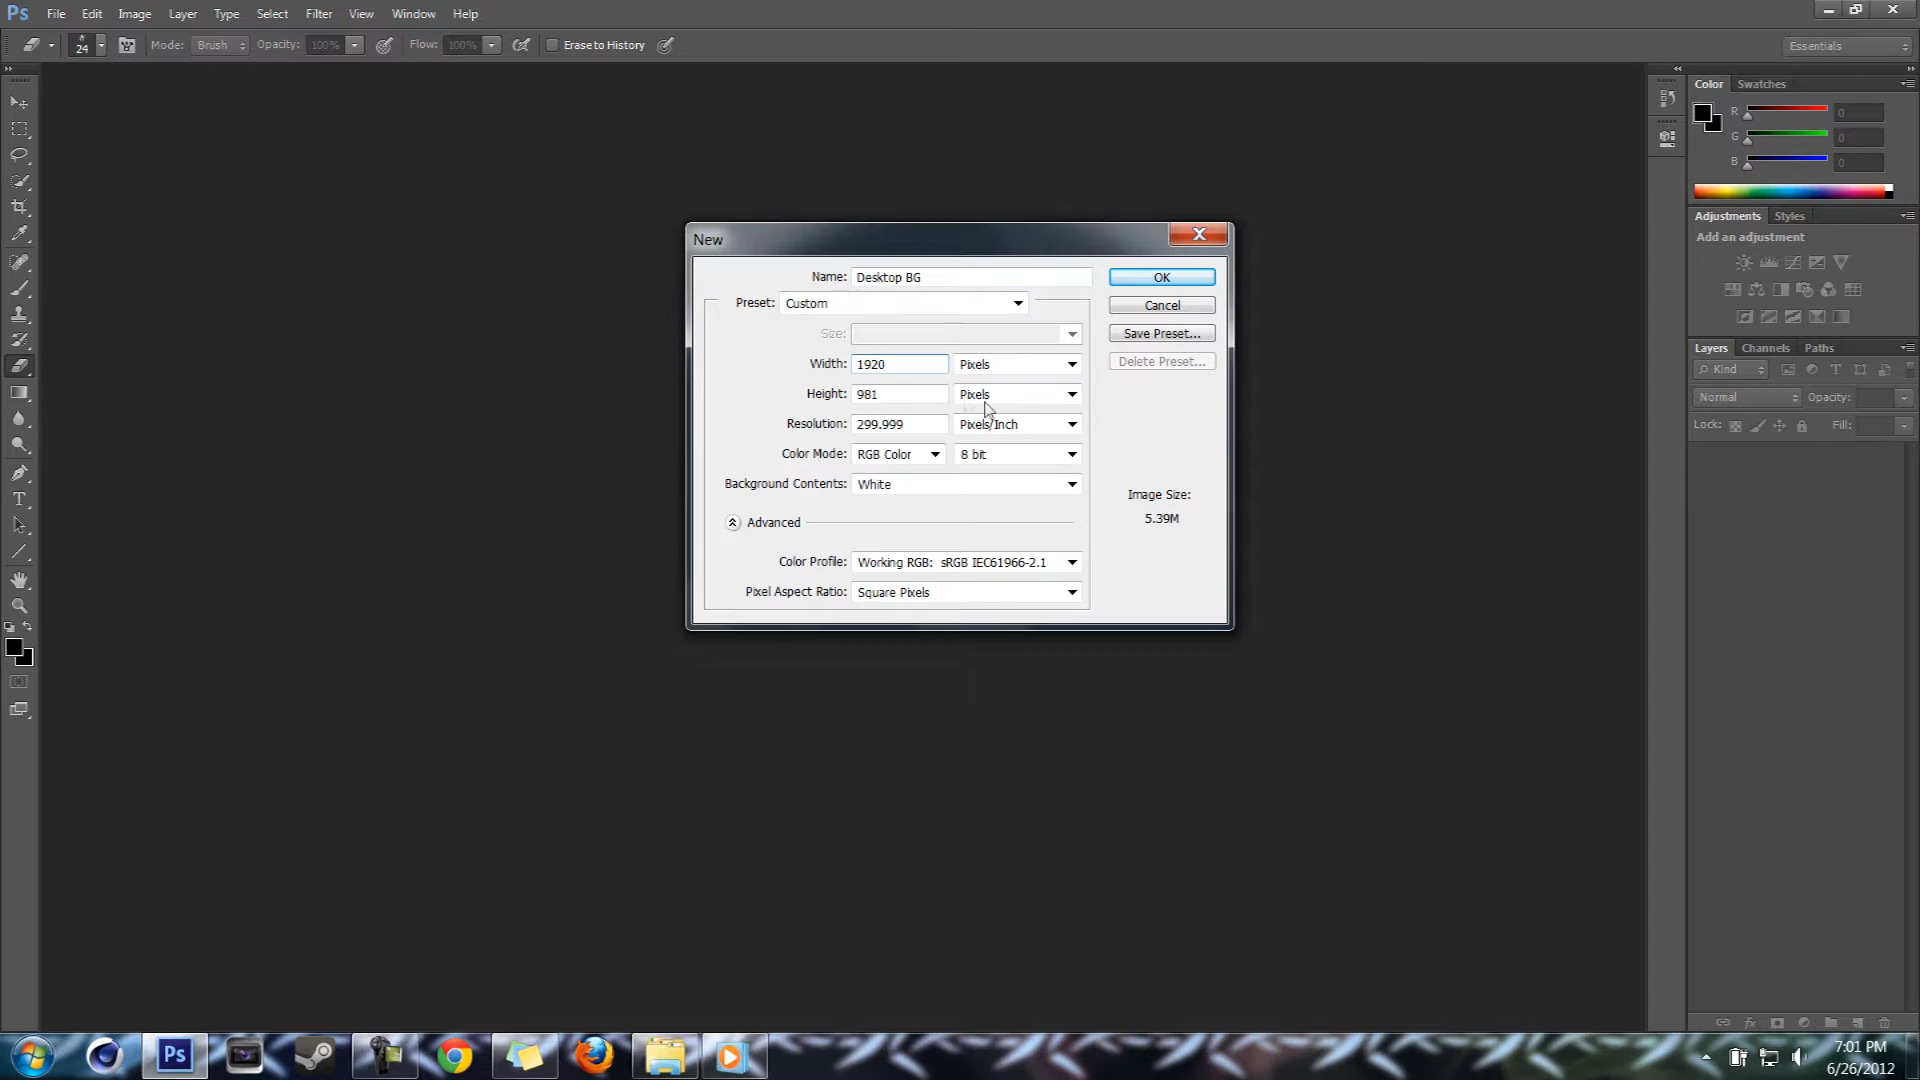 Ps File Edit Image Layer Type Select Filter View Window Help
24 Mode: Brush Opacity: 100% Flow: 100% Erase to History Essentials
Color Swatches
R 0
G 0
B 0
Adjustments Styles
Add an adjustment
Layers Channels Paths
Kind
Normal Opacity:
Lock: Fill:
New
Name: Desktop BG OK
Preset: Custom Cancel
Size: Save Preset...
Width: 1920 Pixels Delete Preset...
Height: 981 Pixels
Resolution: 299.999 Pixels/Inch
Color Mode: RGB Color 8 bit
Background Contents: White
Image Size:
5.39M
Advanced
Color Profile: Working RGB: sRGB IEC61966-2.1
Pixel Aspect Ratio: Square Pixels
T
fx
Ps
7:01 PM
6/26/2012